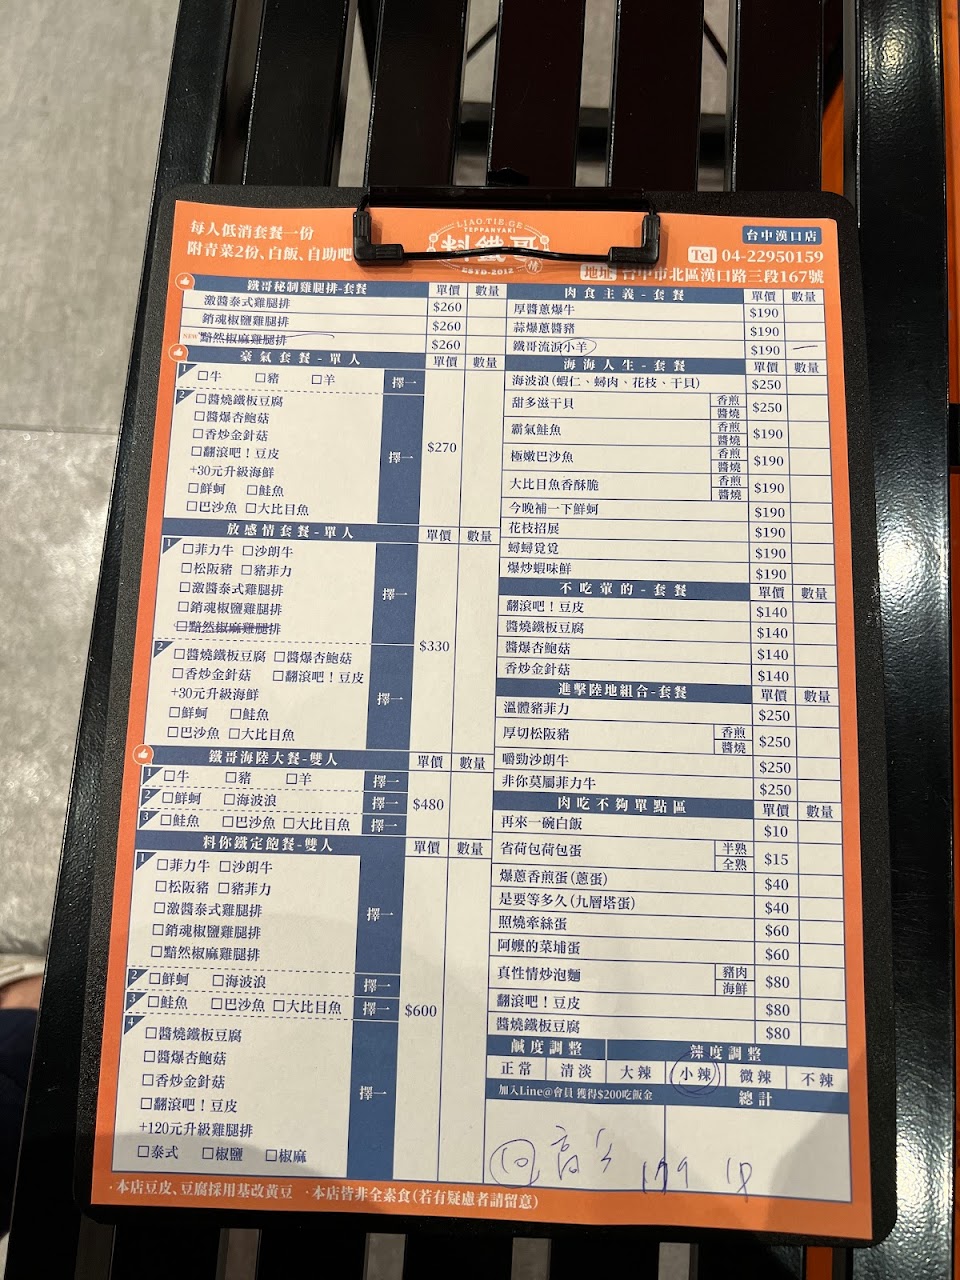 每人低消套餐一份
附青菜2份、白飯、自助吧
LIAO.TIE.GE
TEPPANYAKI
料鐵哥
ESTD-2012
台中漢口店
Tel 04-22950159
地址 台中市北區漢口路三段167號
鐵哥秘制雞腿排-套餐 單價 數量
激醬泰式雞腿排 $260
銷魂椒鹽雞腿排 $260
NEW 黯然椒麻雞腿排 $260
豪氣套餐-單人 單價 數量
1 □牛 □豬 □羊 擇一
2 □醬燒鐵板豆腐
□醬爆杏鮑菇
□香炒金針菇
□翻滾吧!豆皮
+30元升級海鮮
□鮮蚵 □鮭魚
□巴沙魚 □大比目魚
擇一
$270
放感情套餐-單人 單價 數量
1 □菲力牛 □沙朗牛
□松阪豬 □豬菲力
□激醬泰式雞腿排
□銷魂椒鹽雞腿排
□黯然椒麻雞腿排
擇一
2 □醬燒鐵板豆腐 □醬爆杏鮑菇
□香炒金針菇 □翻滾吧!豆皮
+30元升級海鮮
□鮮蚵 □鮭魚
□巴沙魚 □大比目魚
擇一
$330
鐵哥海陸大餐-雙人 單價 數量
1 □牛 □豬 □羊 擇一
2 □鮮蚵 □海波浪 擇一
3 □鮭魚 □巴沙魚 □大比目魚 擇一
$480
料你鐵定飽餐-雙人 單價 數量
1 □菲力牛 □沙朗牛
□松阪豬 □豬菲力
□激醬泰式雞腿排
□銷魂椒鹽雞腿排
□黯然椒麻雞腿排
擇一
2 □鮮蚵 □海波浪 擇一
3 □鮭魚 □巴沙魚 □大比目魚 擇一
4 □醬燒鐵板豆腐
□醬爆杏鮑菇
□香炒金針菇
□翻滾吧!豆皮
+120元升級雞腿排
□泰式 □椒鹽 □椒麻
擇一
$600
肉食主義-套餐 單價 數量
厚醬蔥爆牛 $190
蒜爆蔥醬豬 $190
鐵哥流淚小羊 $190
海海人生-套餐 單價 數量
海波浪(蝦仁、蟳肉、花枝、干貝) $250
甜多滋干貝 香煎 醬燒 $250
霸氣鮭魚 香煎 醬燒 $190
極嫩巴沙魚 香煎 醬燒 $190
大比目魚香酥脆 香煎 醬燒 $190
今晚補一下鮮蚵 $190
花枝招展 $190
蟳蟳覓覓 $190
爆炒蝦味鮮 $190
不吃葷的-套餐 單價 數量
翻滾吧!豆皮 $140
醬燒鐵板豆腐 $140
醬爆杏鮑菇 $140
香炒金針菇 $140
進擊陸地組合-套餐 單價 數量
溫體豬菲力 $250
厚切松阪豬 香煎 醬燒 $250
嚼勁沙朗牛 $250
非你莫屬菲力牛 $250
肉吃不夠單點區 單價 數量
再來一碗白飯 $10
省荷包荷包蛋 半熟 全熟 $15
爆蔥香煎蛋(蔥蛋) $40
是要等多久(九層塔蛋) $40
照燒牽絲蛋 $60
阿嬤的菜埔蛋 $60
真性情炒泡麵 豬肉 海鮮 $80
翻滾吧!豆皮 $80
醬燒鐵板豆腐 $80
鹹度調整 辣度調整
正常 清淡 大辣 小辣 微辣 不辣
加入Line@會員 獲得$200吃飯金 總計
·本店豆皮、豆腐採用基改黃豆 ·本店皆非全素食(若有疑慮者請留意)